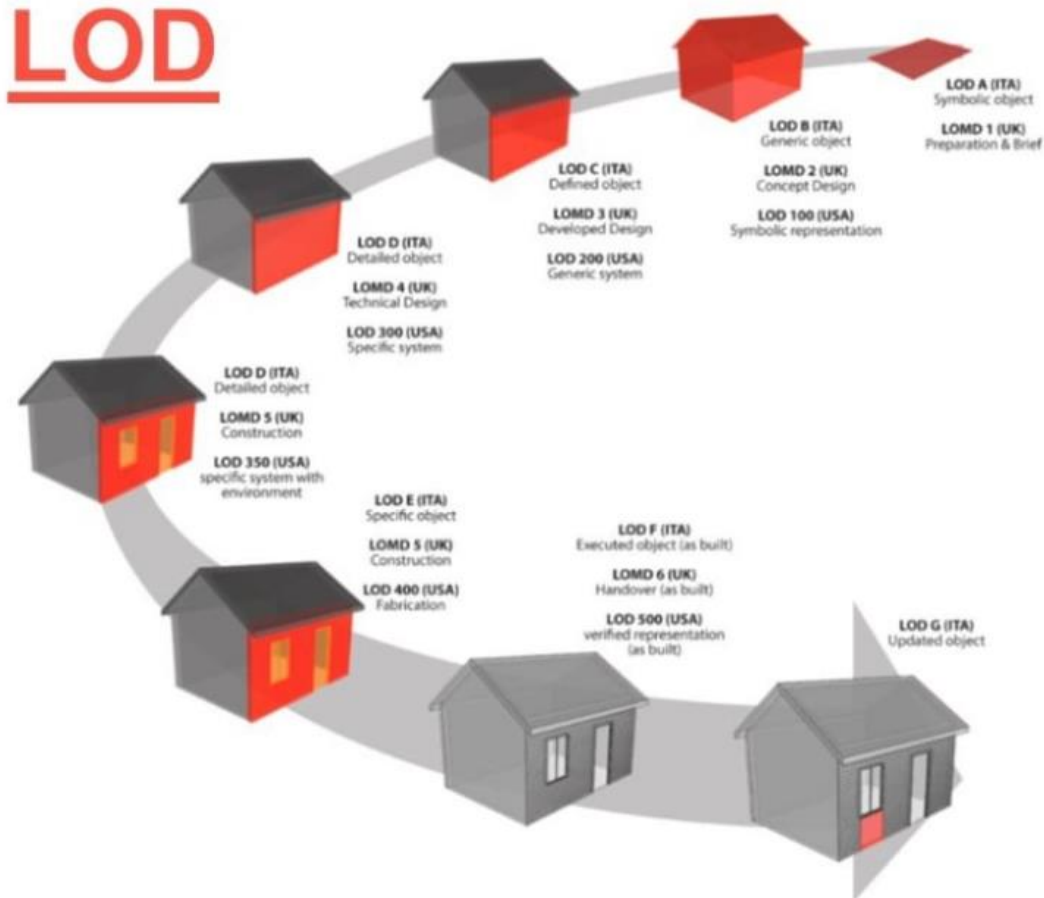 LOD
LOD A (ITA)
Symbolic object
LOMD 1 (UK)
Preparation & Brief
LOD B (ITA)
Generic object
LOMD 2 (UK)
Concept Design
LOD 100 (USA)
Symbolic representation
LOD C (ITA)
Defined object
LOMD 3 (UK)
Developed Design
LOD 200 (USA)
Generic system
LOD D (ITA)
Detailed object
LOMD 4 (UK)
Technical Design
LOD 300 (USA)
Specific system
LOD D (ITA)
Detailed object
LOMD 5 (UK)
Construction
LOD 350 (USA)
specific system with
environment
LOD E (ITA)
Specific object
LOMD 5 (UK)
Construction
LOD 400 (USA)
Fabrication
LOD F (ITA)
Executed object (as built)
LOMD 6 (UK)
Handover (as built)
LOD 500 (USA)
verified representation
(as built)
LOD G (ITA)
Updated object